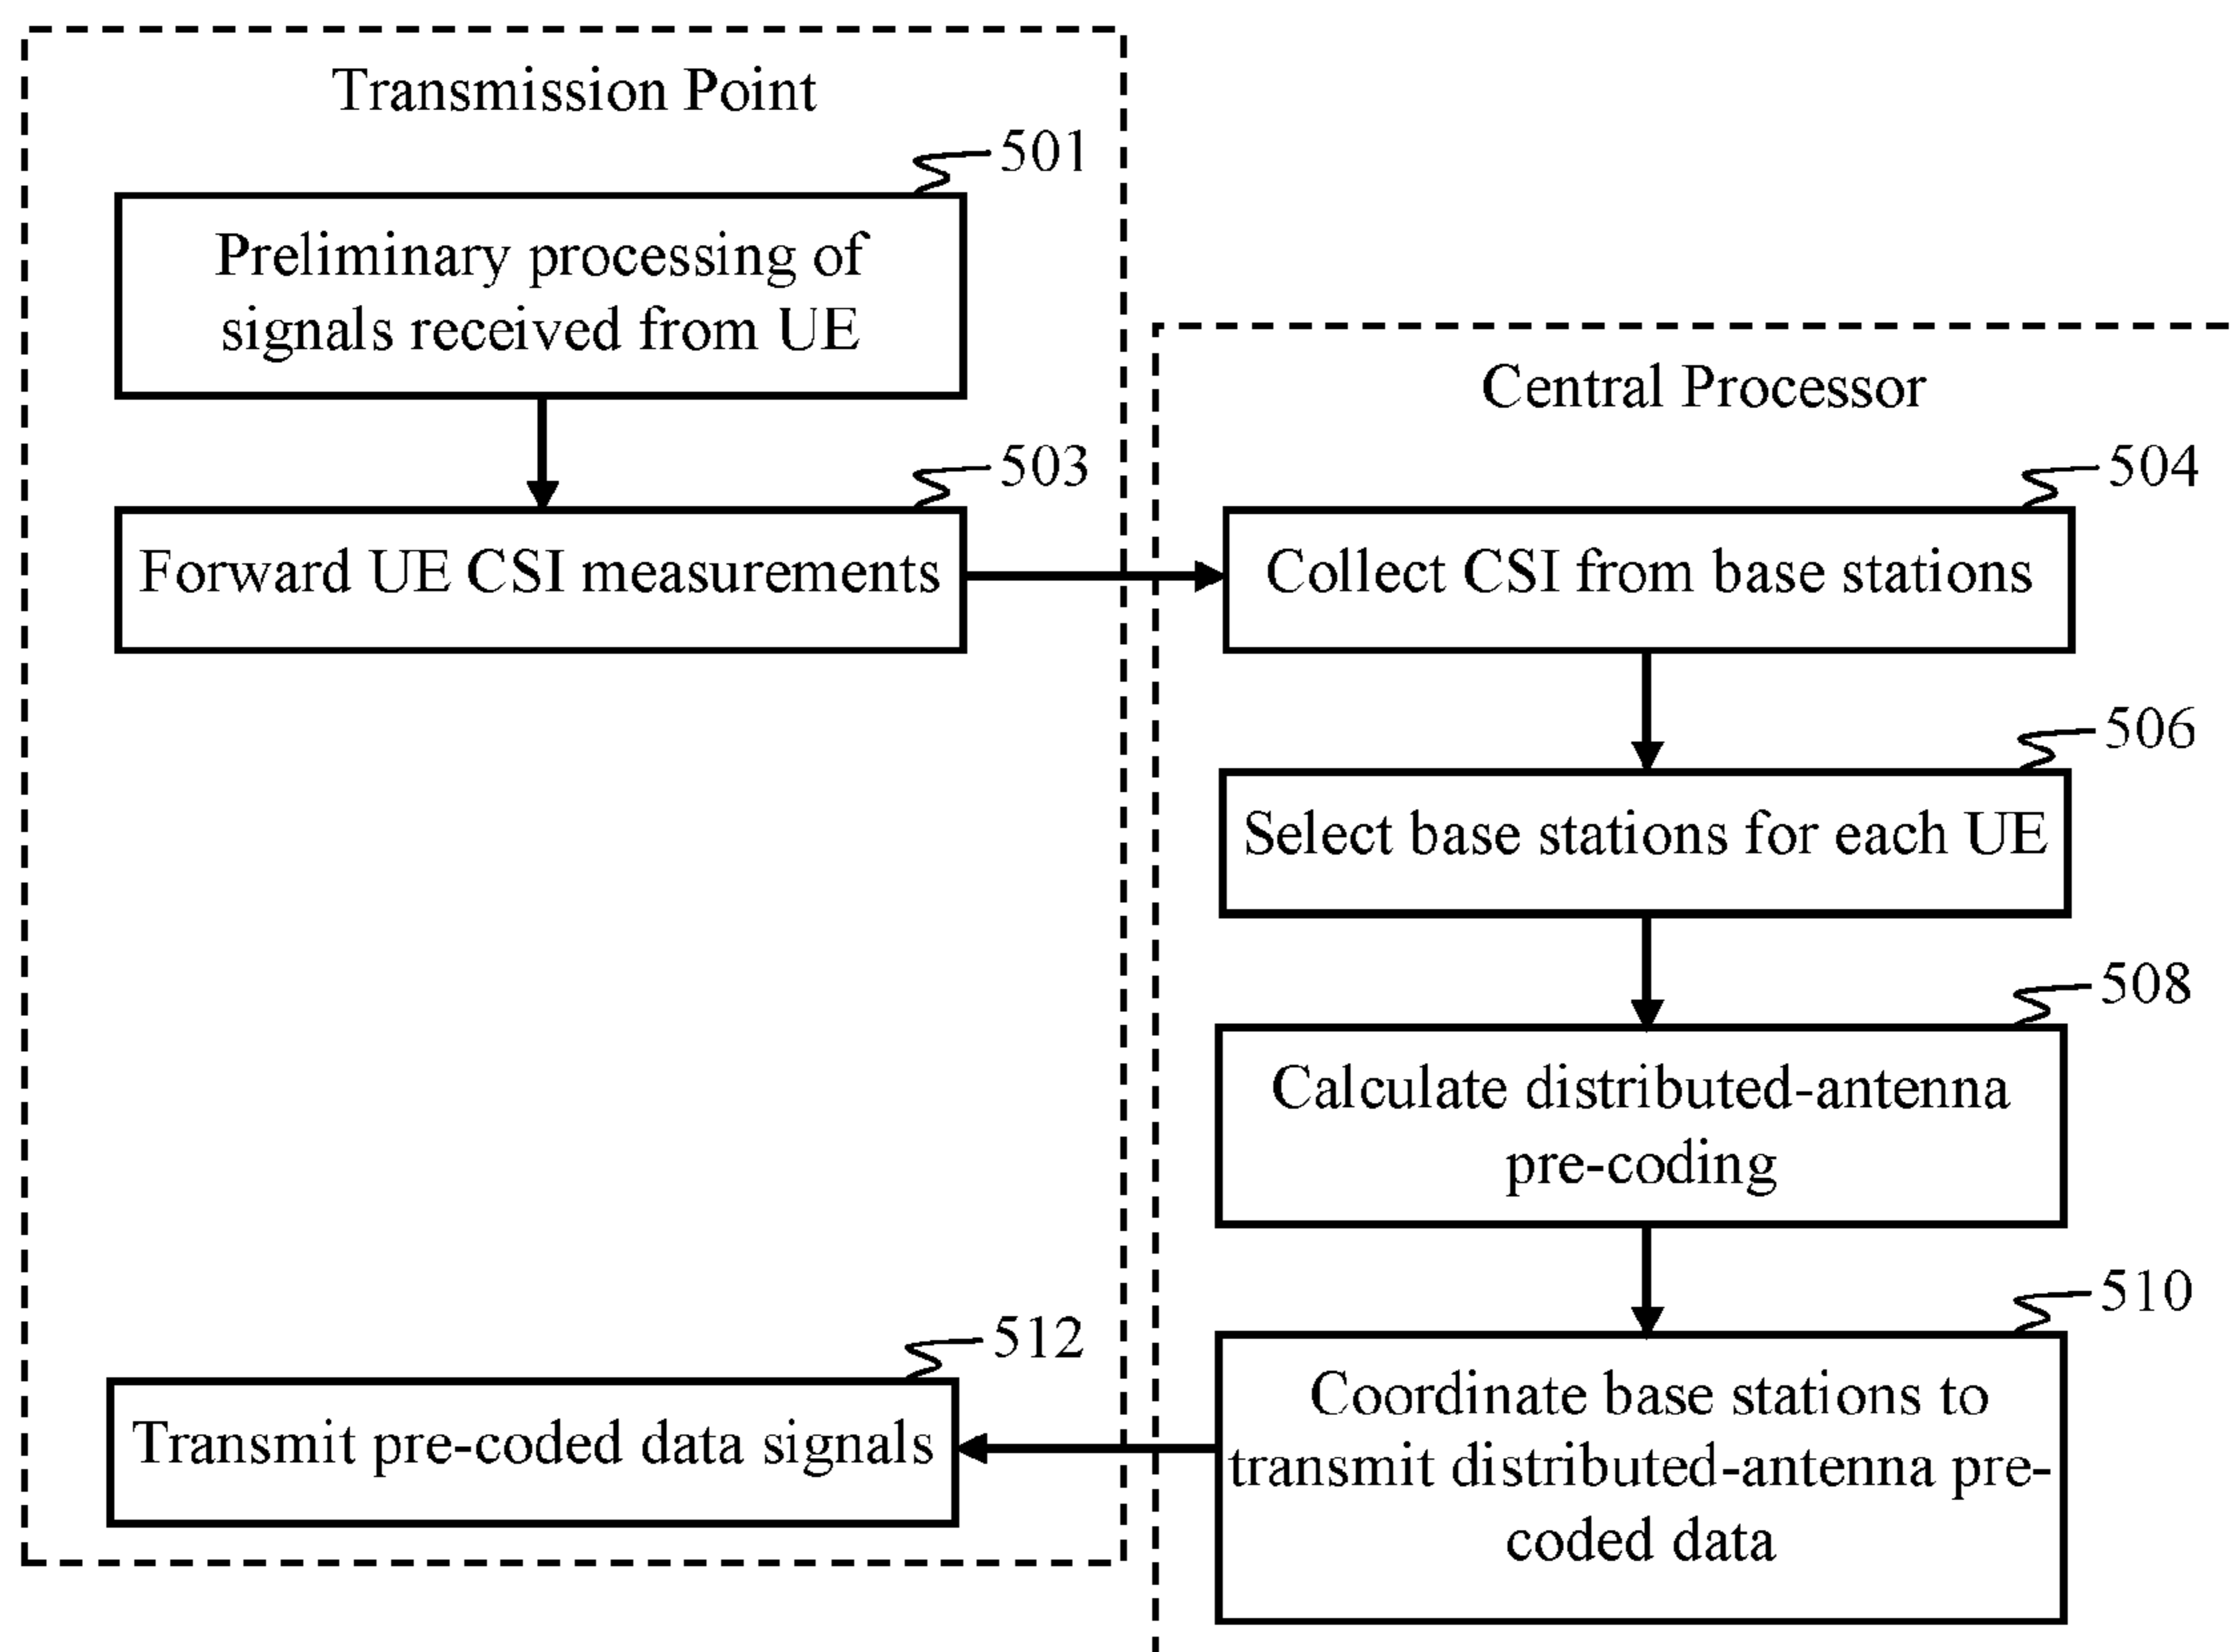 Transmission Point
501
Preliminary processing of
signals received from UE
503
Forward UE CSI measurements
Central Processor
504
Collect CSI from base stations
506
Select base stations for each UE
508
Calculate distributed-antenna
pre-coding
510
Coordinate base stations to
transmit distributed-antenna pre-
coded data
512
Transmit pre-coded data signals